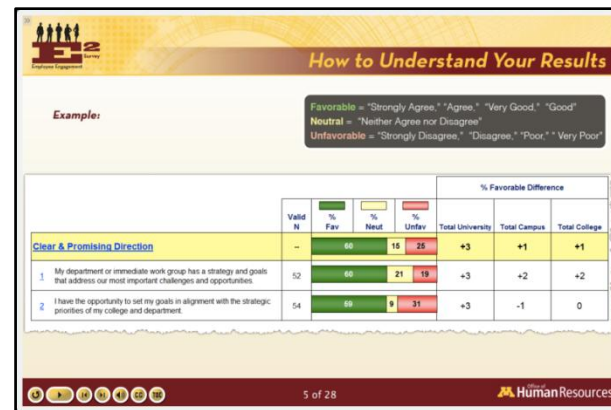 E2
Survey
Employee Engagement
How to Understand Your Results
Example:
Favorable = "Strongly Agree," "Agree," "Very Good," "Good"
Neutral = "Neither Agree nor Disagree"
Unfavorable = "Strongly Disagree," "Disagree," "Poor," " Very Poor"
% Favorable Difference
Valid N % Fav % Neut % Unfav Total University Total Campus Total College
Clear & Promising Direction -- 60 15 25 +3 +1 +1
1 My department or immediate work group has a strategy and goals that address our most important challenges and opportunities. 52 60 21 19 +3 +2 +2
2 I have the opportunity to set my goals in alignment with the strategic priorities of my college and department. 54 59 9 31 +3 -1 0
CC TOC
5 of 28
M Office of Human Resources